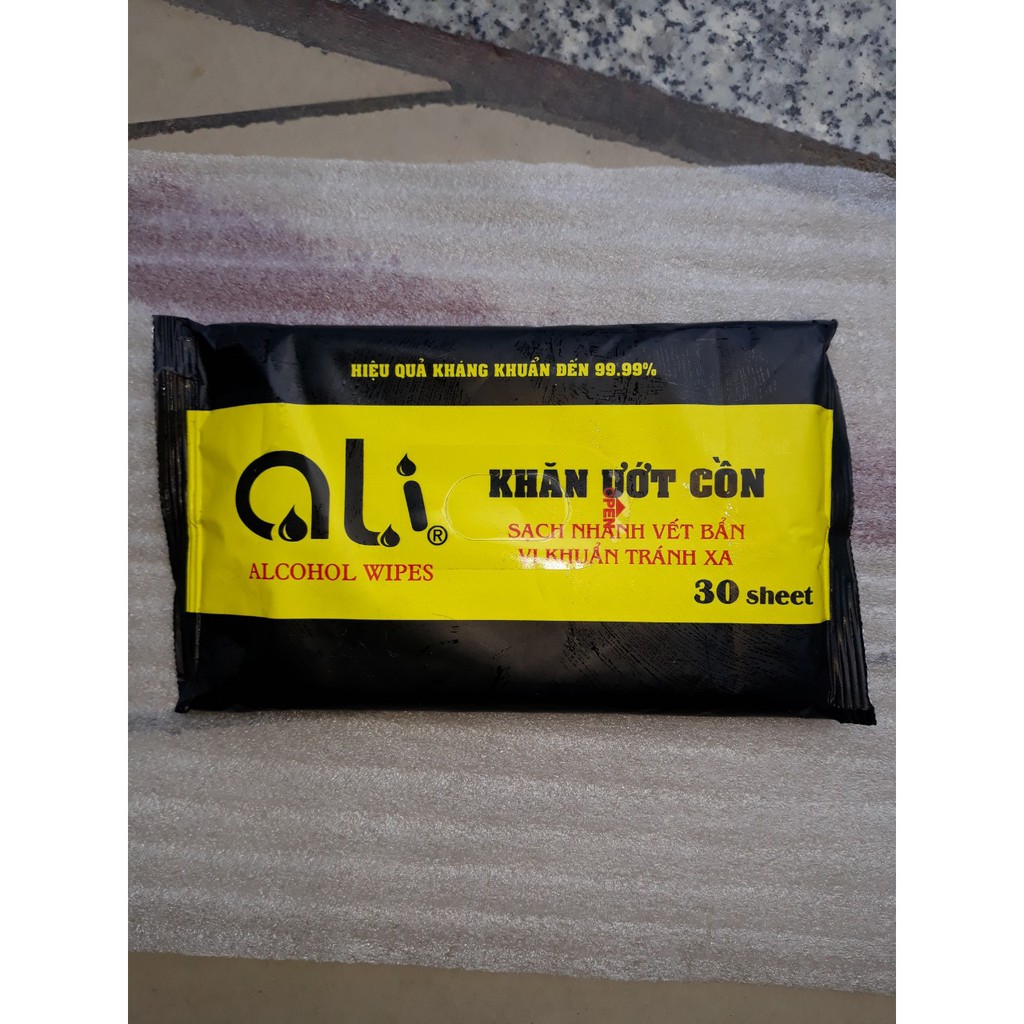 HIỆU QUẢ KHÁNG KHUẨN ĐẾN 99.99%
ali®
ALCOHOL WIPES
KHĂN ƯỚT CỒN
OPEN
SẠCH NHANH VẾT BẨN
VI KHUẨN TRÁNH XA
30 sheet